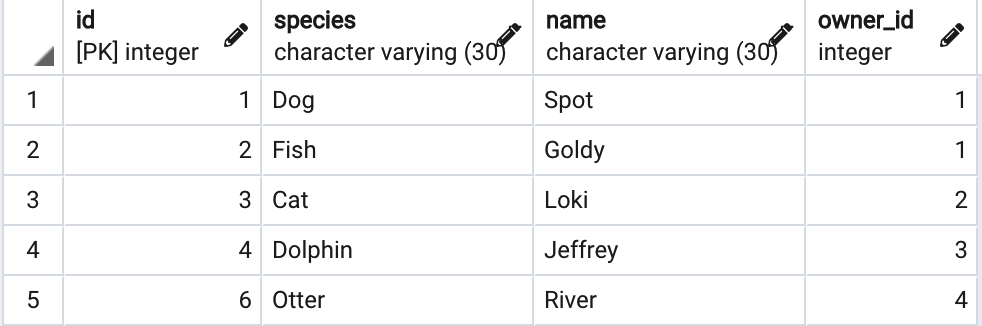 id species name owner_id
[PK] integer character varying (30) character varying (30) integer
1 1 Dog Spot 1
2 2 Fish Goldy 1
3 3 Cat Loki 2
4 4 Dolphin Jeffrey 3
5 6 Otter River 4